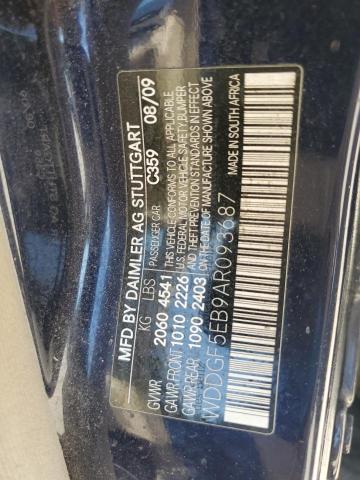 MFD BY DAIMLER AG STUTTGART
C359 08/09
KG LBS PASSENGER CAR
GVWR 2060 4541 THIS VEHICLE CONFORMS TO ALL APPLICABLE
GAWR FRONT 1010 2226 U.S. FEDERAL MOTOR VEHICLE SAFETY BUMPER
GAWR-REAR 1090 2403 AND THEFT PREVENTION STANDARDS IN EFFECT
ON THE DATE OF MANUFACTURE SHOWN ABOVE
WDDGF5EB9AR093687
MADE IN SOUTH AFRICA